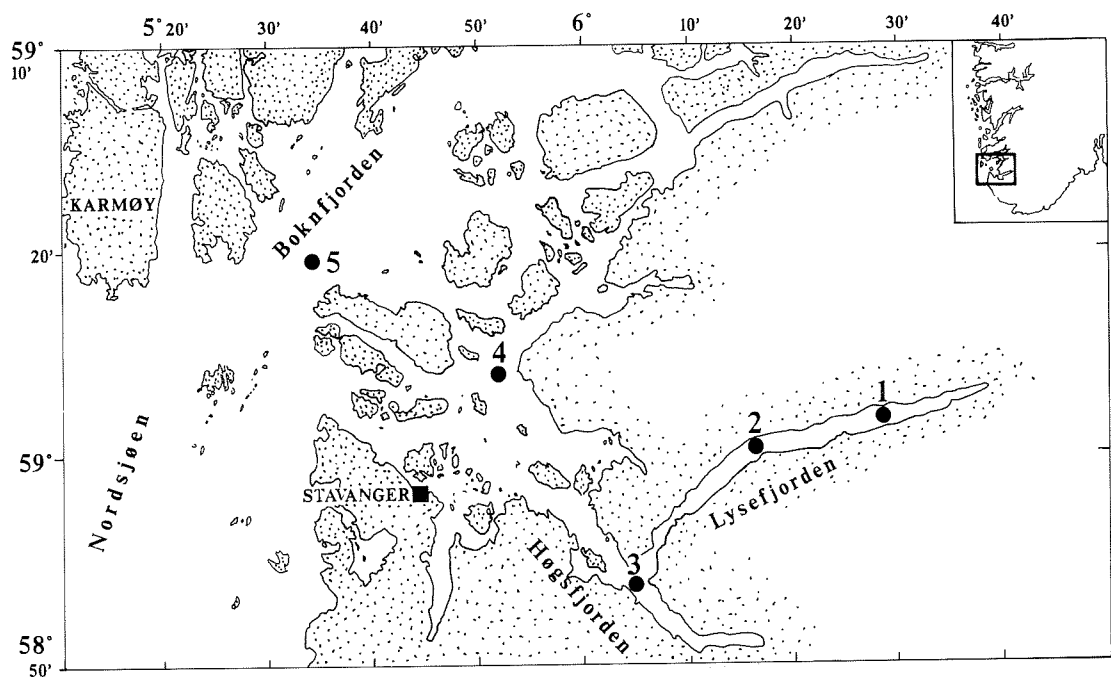 5° 20' 30' 40' 50' 6° 10' 20' 30' 40'
59°
10'
KARMØY
Boknfjorden
20'
5
4
1
2
Nordsjøen
59°
Lysefjorden
STAVANGER
3
Høgsfjorden
58°
50'